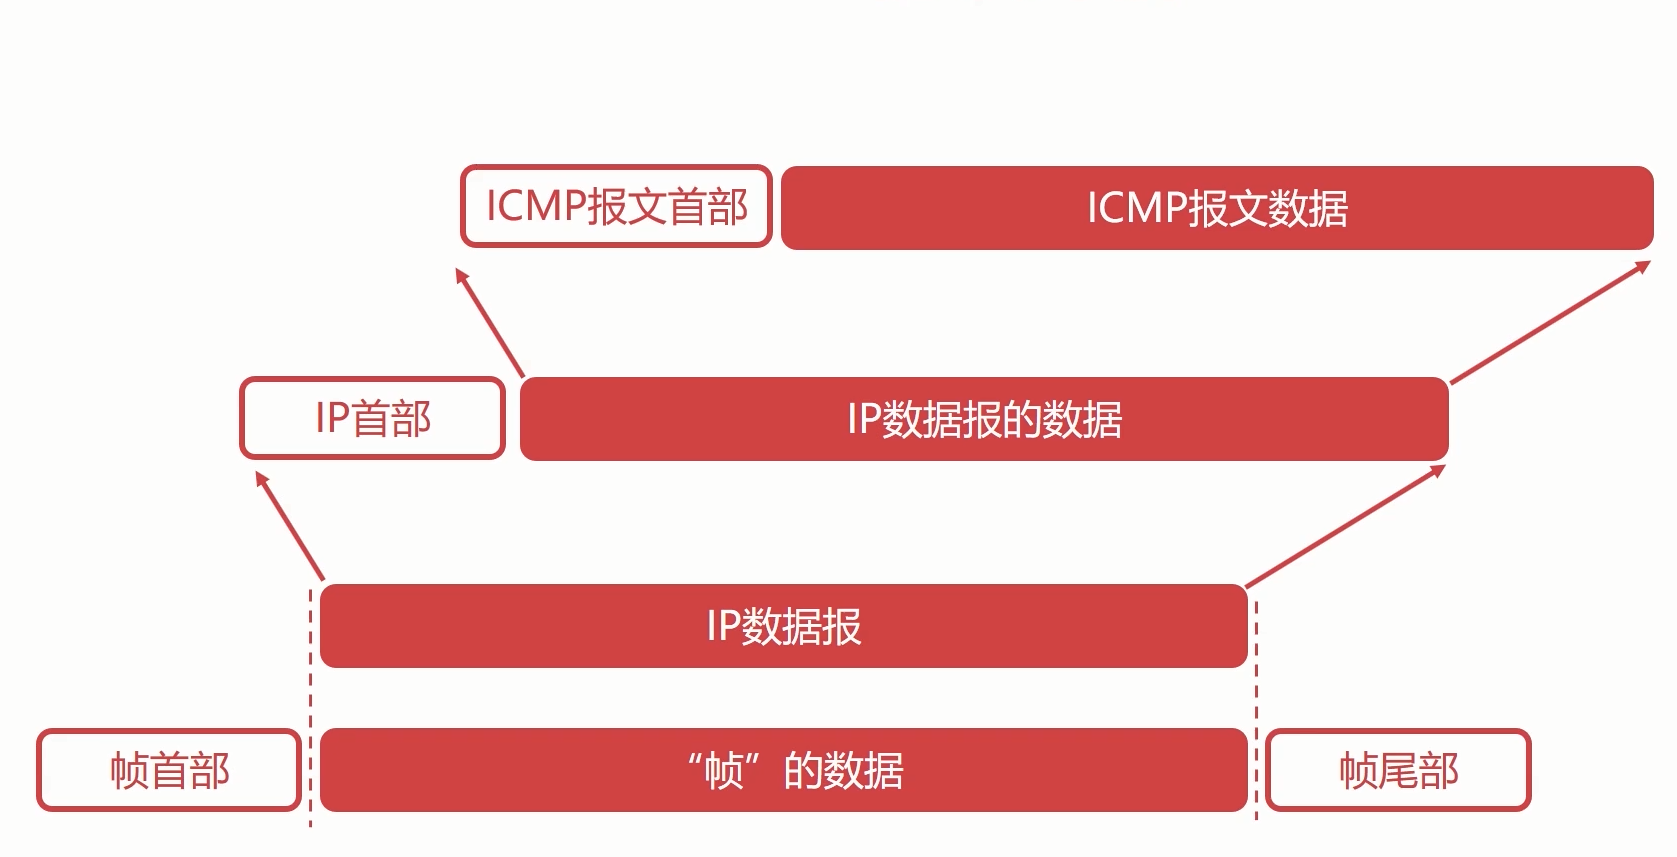 ICMP报文首部
ICMP报文数据
IP首部
IP数据报的数据
IP数据报
帧首部
“帧”的数据
帧尾部